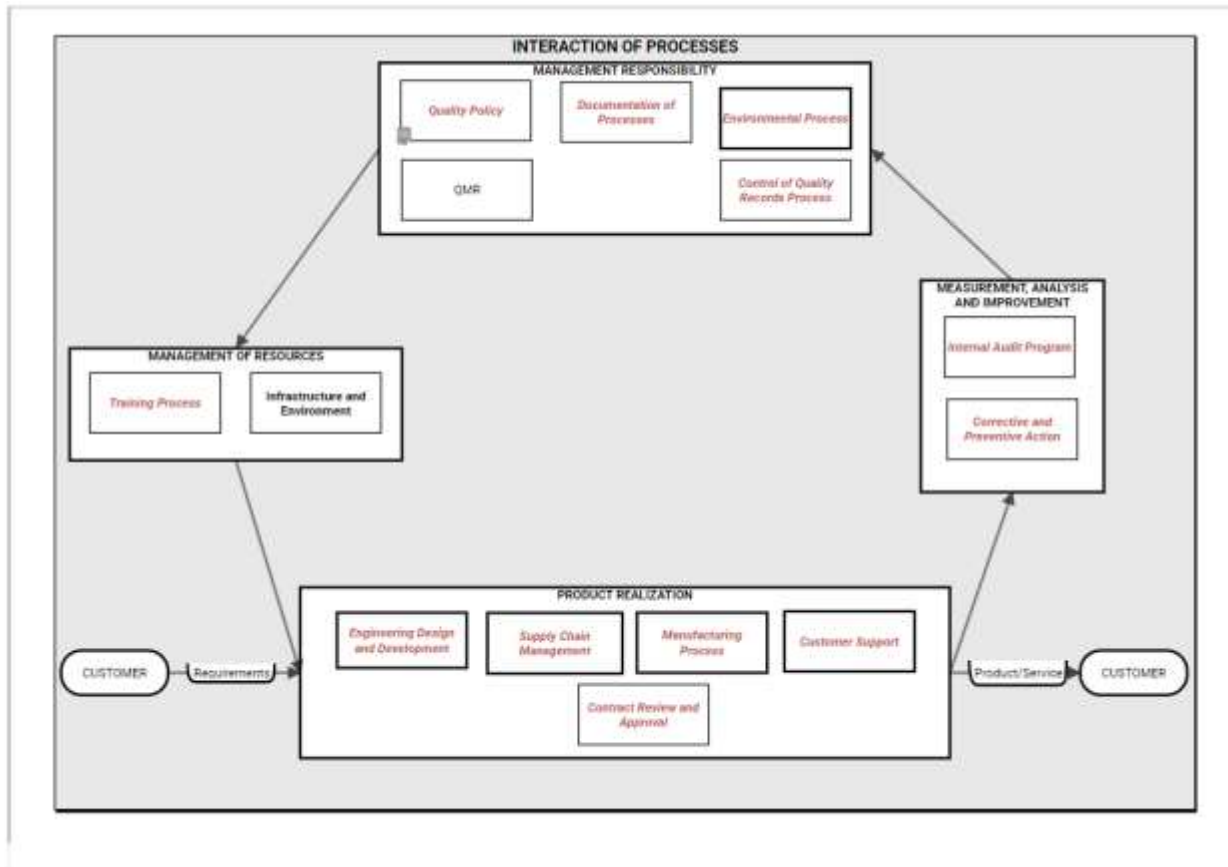 INTERACTION OF PROCESSES
MANAGEMENT RESPONSIBILITY
Quality Policy
Documentation of
Processes
Environmental Process
QMR
Control of Quality
Records Process
MEASUREMENT, ANALYSIS
AND IMPROVEMENT
Internal Audit Program
Corrective and
Preventive Action
MANAGEMENT OF RESOURCES
Training Process
Infrastructure and
Environment
PRODUCT REALIZATION
Engineering Design
and Development
Supply Chain
Management
Manufacturing
Process
Customer Support
Contract Review and
Approval
CUSTOMER
Requirements
Product/Service
CUSTOMER